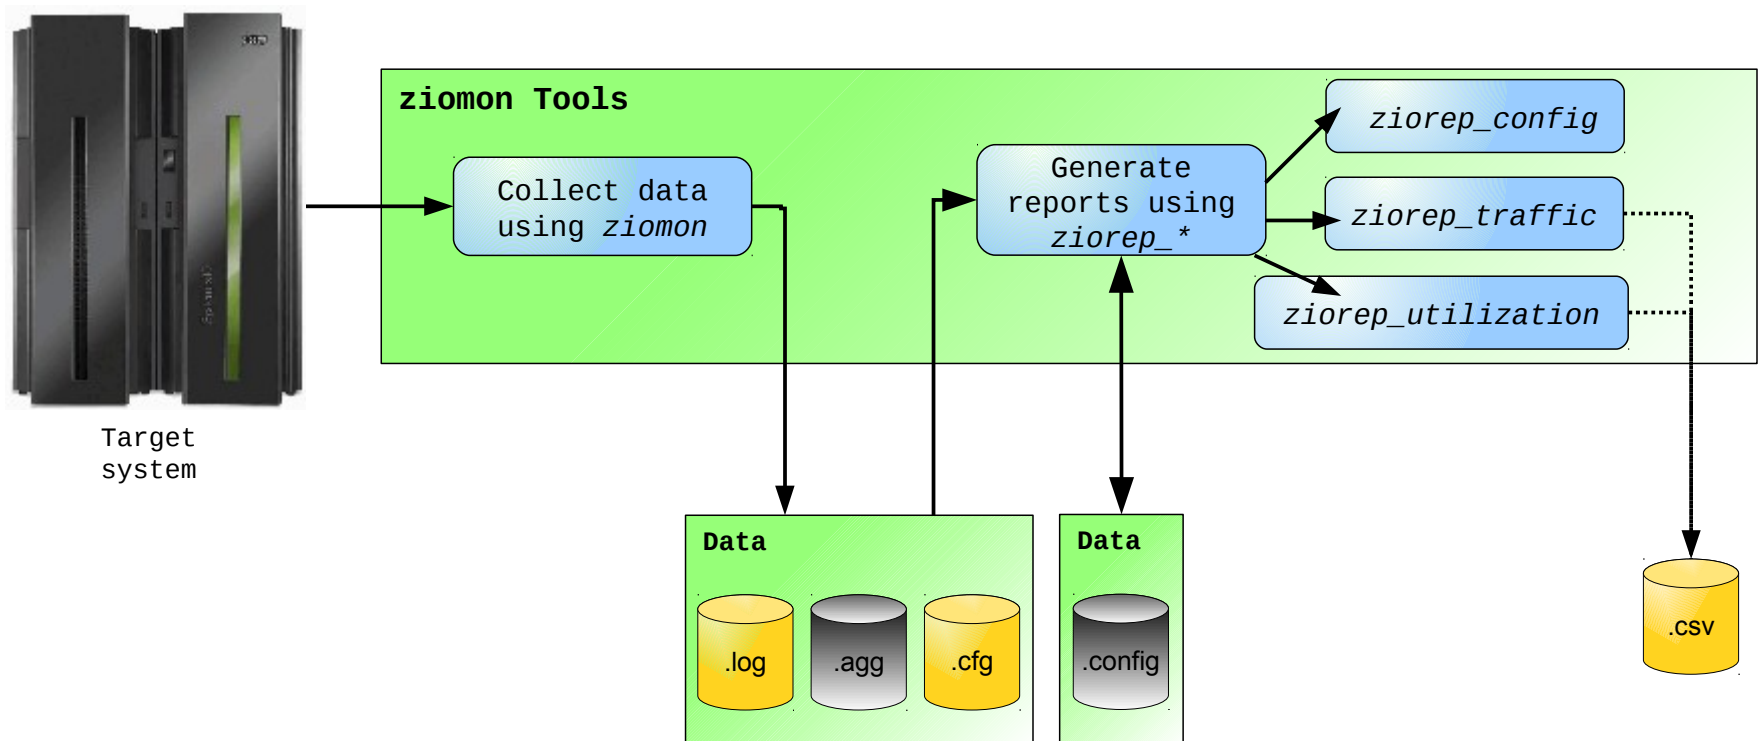 ziomon Tools
Collect data
using ziomon
Generate
reports using
ziorep_*
ziorep_config
ziorep_traffic
ziorep_utilization
Target
system
Data
.log
.agg
.cfg
Data
.config
.csv